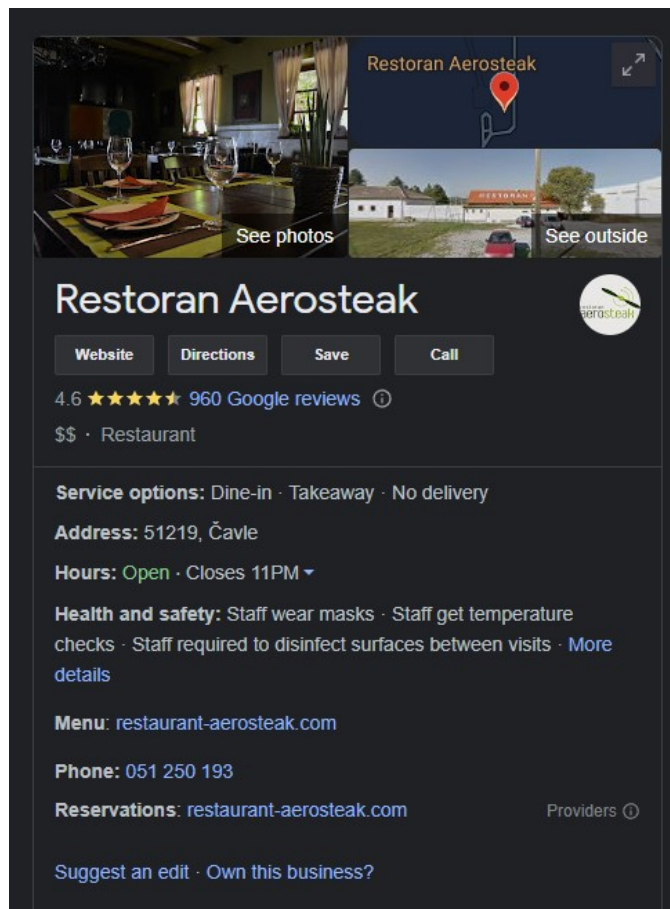 Restoran Aerosteak
RESTORAN
See photos
See outside
Restoran Aerosteak
aerosteak
Website
Directions
Save
Call
4.6 960 Google reviews
$$ · Restaurant
Service options: Dine-in · Takeaway · No delivery
Address: 51219, Čavle
Hours: Open · Closes 11PM
Health and safety: Staff wear masks · Staff get temperature
checks · Staff required to disinfect surfaces between visits · More
details
Menu: restaurant-aerosteak.com
Phone: 051 250 193
Reservations: restaurant-aerosteak.com
Providers
Suggest an edit · Own this business?